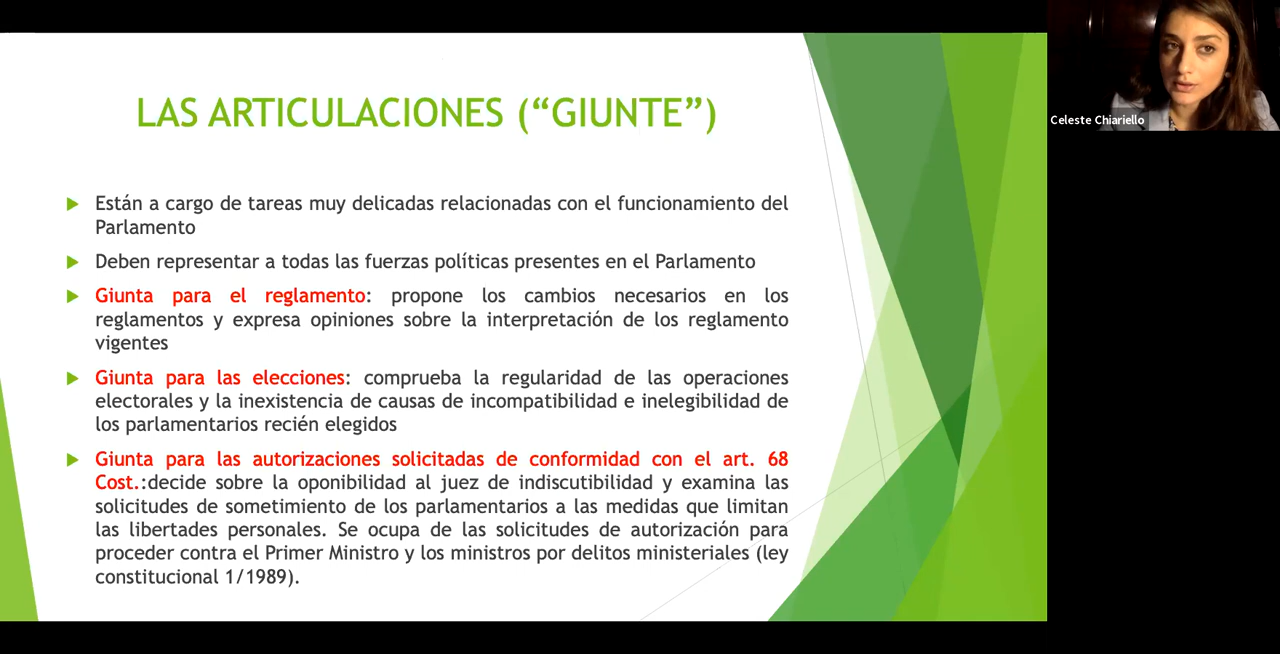 LAS ARTICULACIONES (“GIUNTE”)
Están a cargo de tareas muy delicadas relacionadas con el funcionamiento del
Parlamento
Deben representar a todas las fuerzas políticas presentes en el Parlamento
Giunta para el reglamento: propone los cambios necesarios en los
reglamentos y expresa opiniones sobre la interpretación de los reglamento
vigentes
Giunta para las elecciones: comprueba la regularidad de las operaciones
electorales y la inexistencia de causas de incompatibilidad e inelegibilidad de
los parlamentarios recién elegidos
Giunta para las autorizaciones solicitadas de conformidad con el art. 68
Cost.:decide sobre la oponibilidad al juez de indiscutibilidad y examina las
solicitudes de sometimiento de los parlamentarios a las medidas que limitan
las libertades personales. Se ocupa de las solicitudes de autorización para
proceder contra el Primer Ministro y los ministros por delitos ministeriales (ley
constitucional 1/1989).
Celeste Chiariello